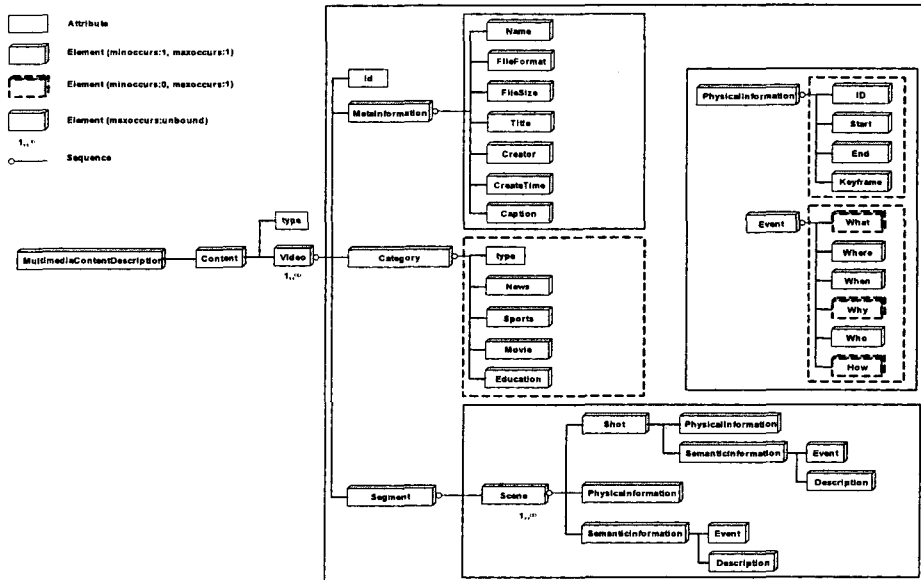 Attribute
Element (minoccurs:1, maxoccurs:1)
Element (minoccurs:0, maxoccurs:1)
Element (maxoccurs:unbound)
1,,∞
Sequence
MultimediaContentDescription
Content
type
Video
1,,∞
id
MetaInformation
Name
FileFormat
FileSize
Title
Creator
CreateTime
Caption
Category
type
News
Sports
Movie
Education
Segment
Scene
1,,∞
Shot
PhysicalInformation
SemanticInformation
Event
Description
PhysicalInformation
SemanticInformation
Event
Description
PhysicalInformation
ID
Start
End
Keyframe
Event
What
Where
When
Why
Who
How